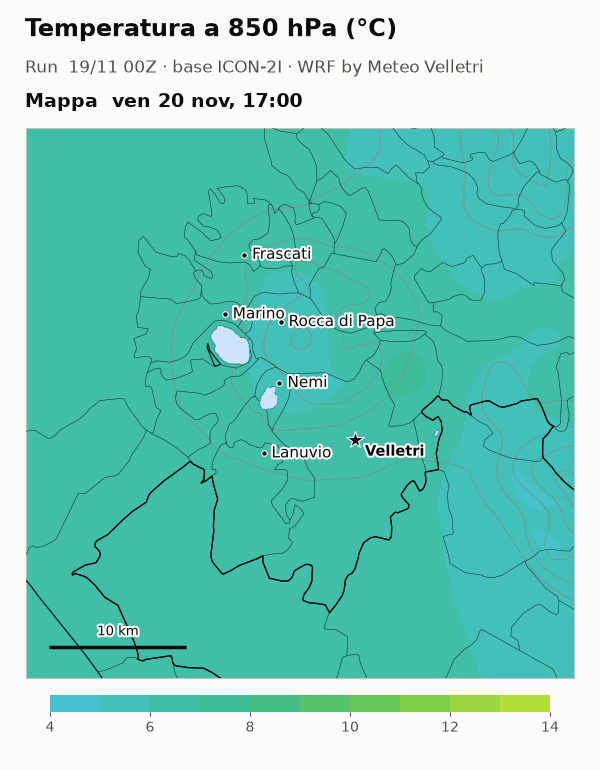 Temperatura a 850 hPa (°C)
Run  19/11 00Z · base ICON-2I · WRF by Meteo Velletri
Mappa  ven 20 nov, 17:00
Frascati
Marino
Rocca di Papa
Nemi
Velletri
Lanuvio
10 km
4 6 8 10 12 14